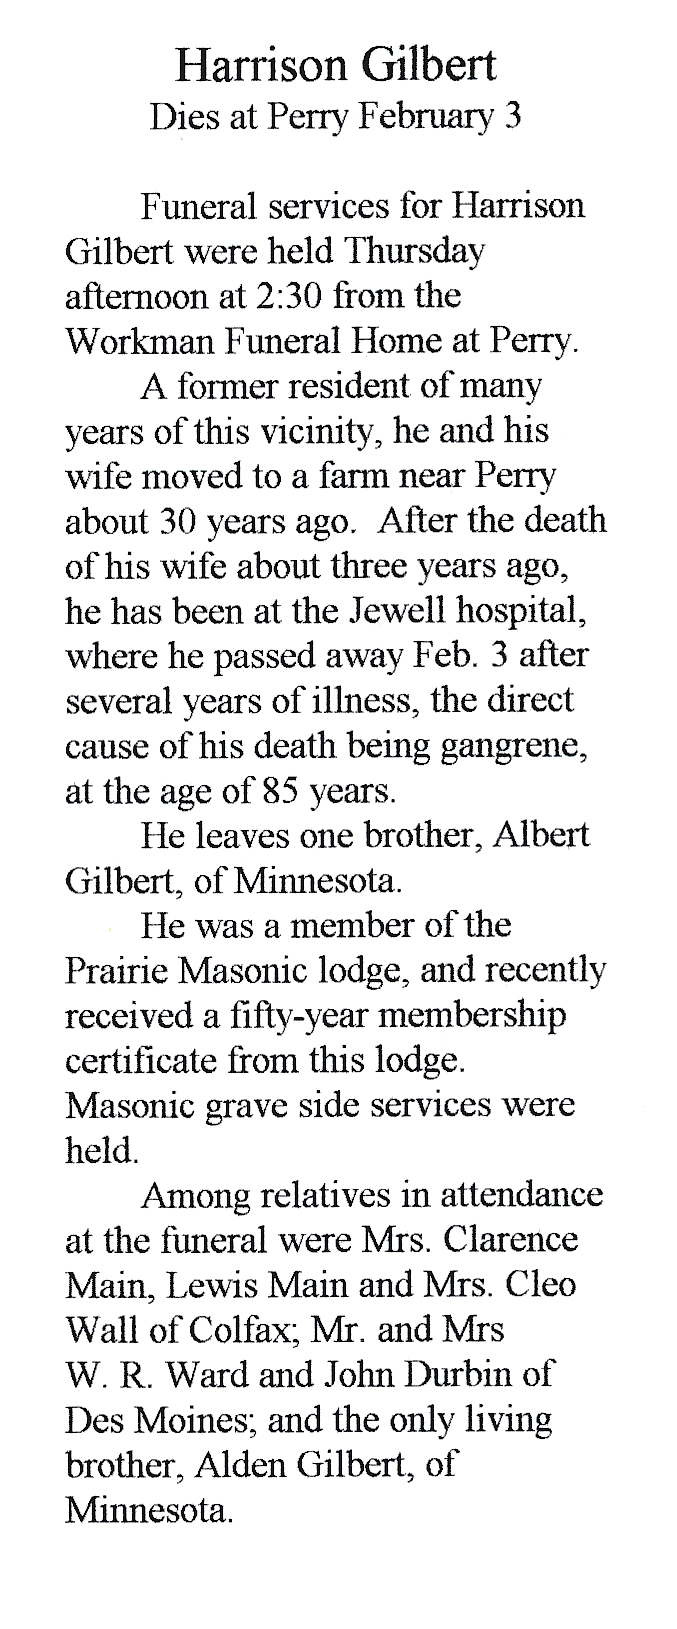 Harrison Gilbert
Dies at Perry February 3
Funeral services for Harrison
Gilbert were held Thursday
afternoon at 2:30 from the
Workman Funeral Home at Perry.
A former resident of many
years of this vicinity, he and his
wife moved to a farm near Perry
about 30 years ago.  After the death
of his wife about three years ago,
he has been at the Jewell hospital,
where he passed away Feb. 3 after
several years of illness, the direct
cause of his death being gangrene,
at the age of 85 years.
He leaves one brother, Albert
Gilbert, of Minnesota.
He was a member of the
Prairie Masonic lodge, and recently
received a fifty-year membership
certificate from this lodge.
Masonic grave side services were
held.
Among relatives in attendance
at the funeral were Mrs. Clarence
Main, Lewis Main and Mrs. Cleo
Wall of Colfax; Mr. and Mrs
W. R. Ward and John Durbin of
Des Moines; and the only living
brother, Alden Gilbert, of
Minnesota.